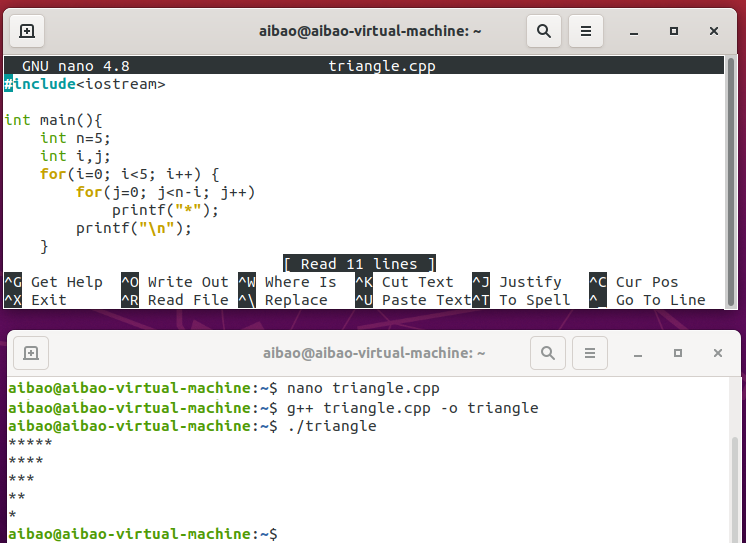 aibao@aibao-virtual-machine: ~
GNU nano 4.8 triangle.cpp
#include<iostream>
int main(){
    int n=5;
    int i,j;
    for(i=0; i<5; i++) {
        for(j=0; j<n-i; j++)
            printf("*");
        printf("\n");
    }
[ Read 11 lines ]
^G Get Help ^O Write Out ^W Where Is ^K Cut Text ^J Justify ^C Cur Pos
^X Exit ^R Read File ^\ Replace ^U Paste Text ^T To Spell ^_ Go To Line
aibao@aibao-virtual-machine: ~
aibao@aibao-virtual-machine:~$ nano triangle.cpp
aibao@aibao-virtual-machine:~$ g++ triangle.cpp -o triangle
aibao@aibao-virtual-machine:~$ ./triangle
*****
****
***
**
*
aibao@aibao-virtual-machine:~$